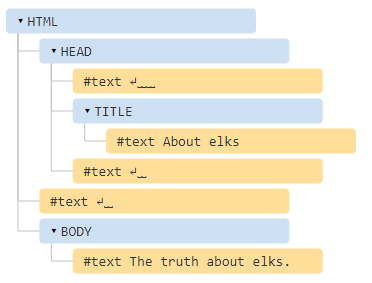 ▾ HTML
▾ HEAD
#text ↵␣␣␣␣
▾ TITLE
#text About elks
#text ↵␣␣
#text ↵␣␣
▾ BODY
#text The truth about elks.